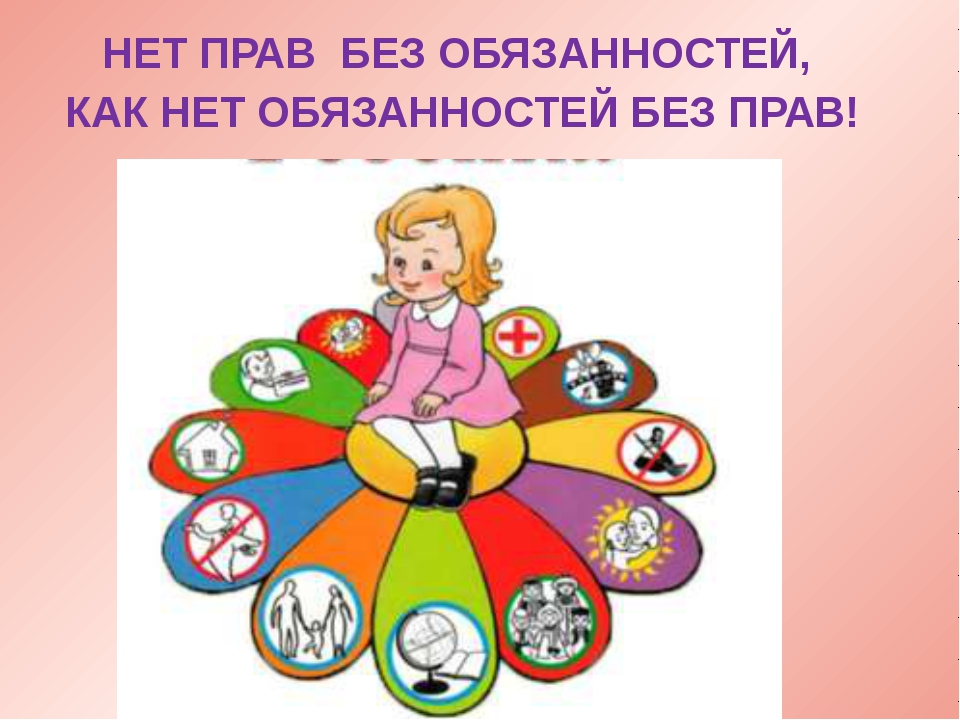 НЕТ ПРАВ БЕЗ ОБЯЗАННОСТЕЙ,
КАК НЕТ ОБЯЗАННОСТЕЙ БЕЗ ПРАВ!